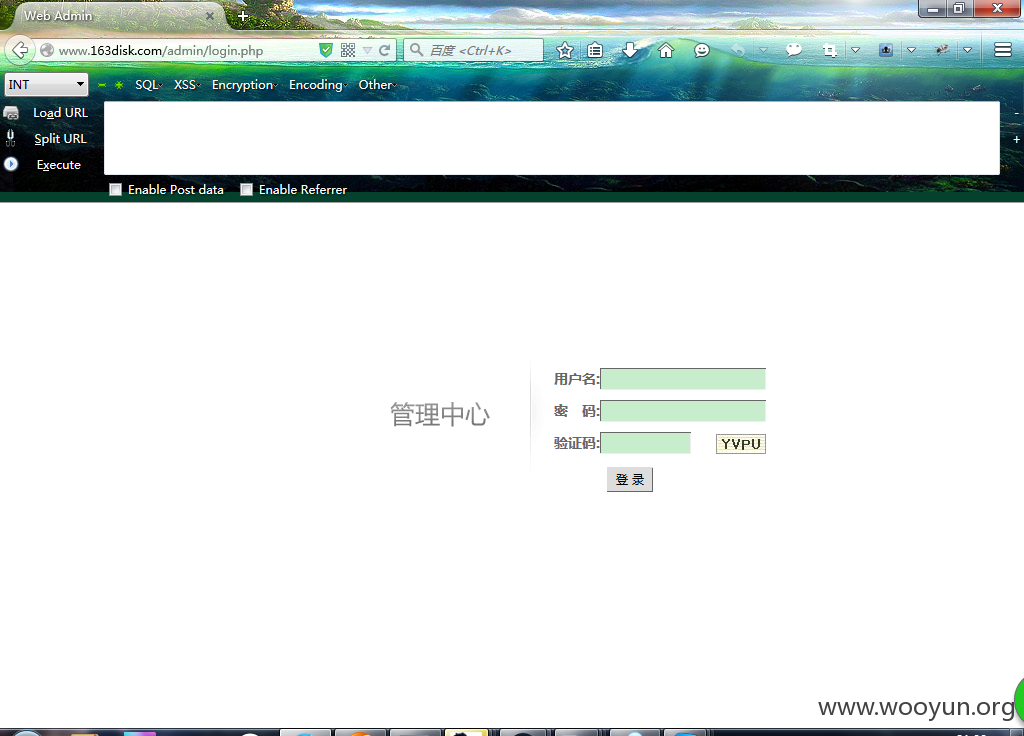 Web Admin
www.163disk.com/admin/login.php
百度 <Ctrl+K>
INT
SQL XSS Encryption Encoding Other
Load URL
Split URL
Execute
Enable Post data Enable Referrer
管理中心
用户名:
密 码:
验证码: YVPU
登 录
www.wooyun.org